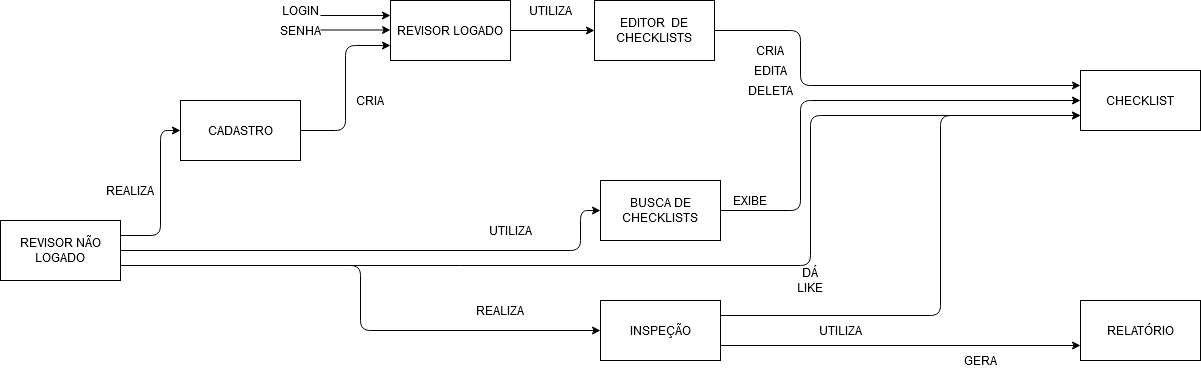 LOGIN
SENHA
REVISOR LOGADO
UTILIZA
EDITOR DE
CHECKLISTS
CRIA
EDITA
DELETA
CHECKLIST
CRIA
CADASTRO
REALIZA
REVISOR NÃO
LOGADO
UTILIZA
BUSCA DE
CHECKLISTS
EXIBE
DÁ
LIKE
REALIZA
INSPEÇÃO
UTILIZA
GERA
RELATÓRIO